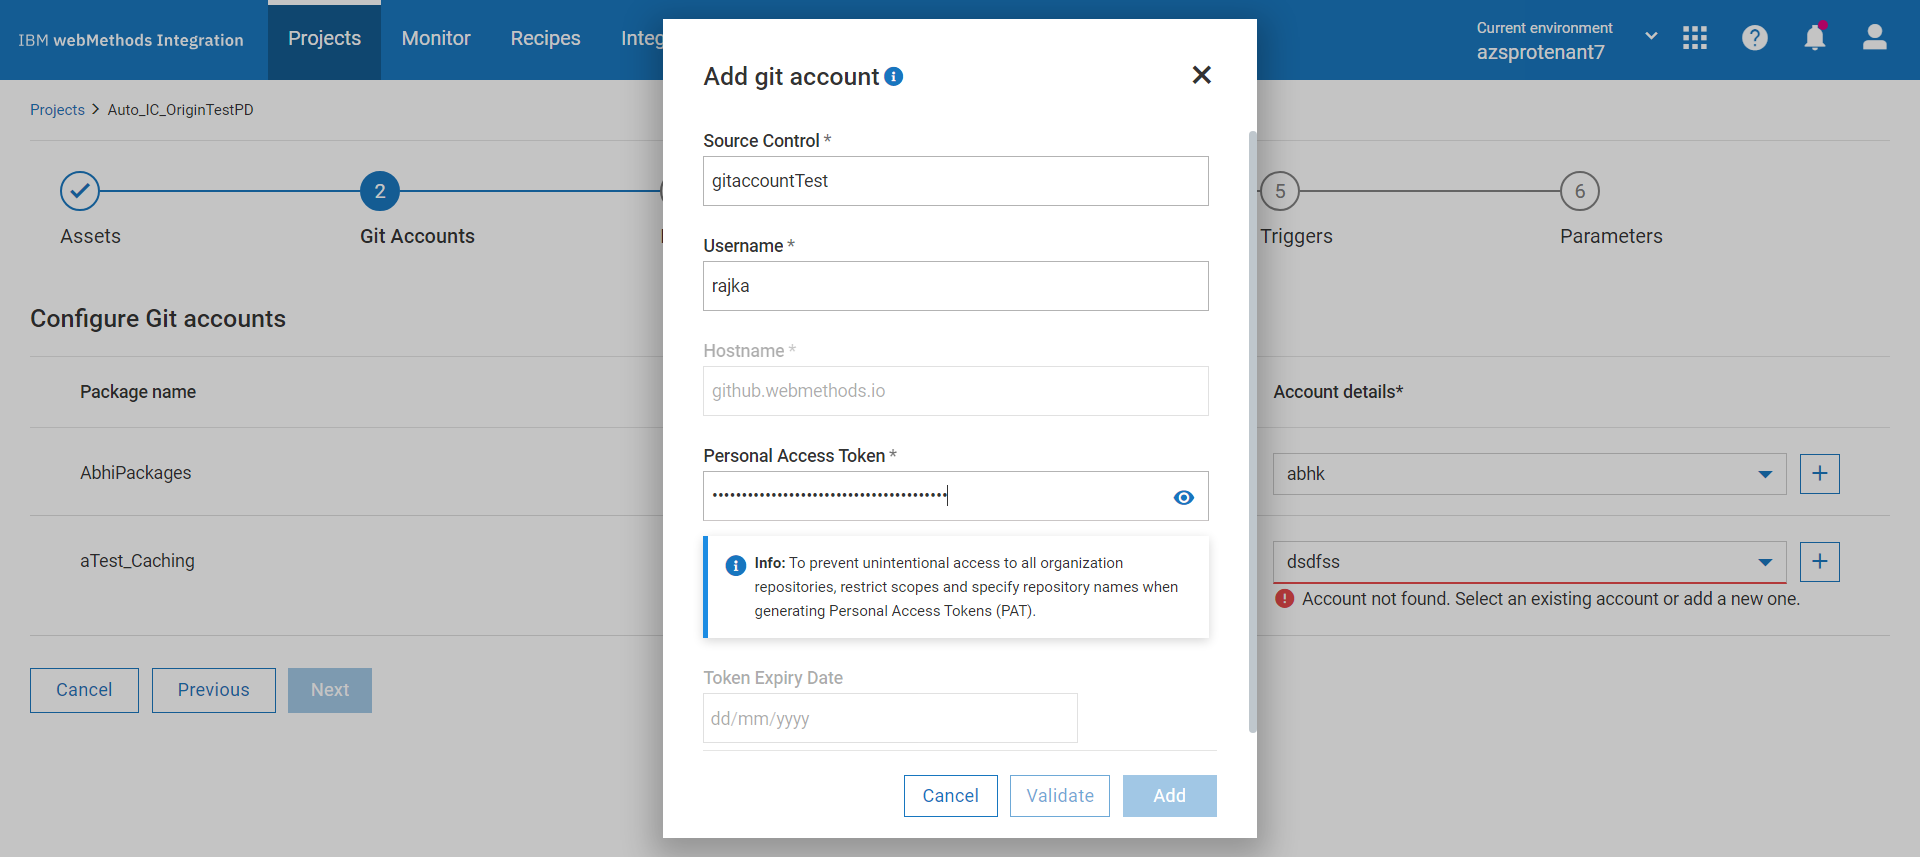 IBM webMethods Integration
Projects
Monitor
Recipes
Integ
Current environment
azsprotenant7
Projects > Auto_IC_OriginTestPD
Assets
2
Git Accounts
5
Triggers
6
Parameters
Configure Git accounts
Package name
Account details*
AbhiPackages
abhk
aTest_Caching
dsdfss
Account not found. Select an existing account or add a new one.
Cancel
Previous
Next
Add git account
Source Control *
gitaccountTest
Username *
rajka
Hostname *
github.webmethods.io
Personal Access Token *
Info: To prevent unintentional access to all organization
repositories, restrict scopes and specify repository names when
generating Personal Access Tokens (PAT).
Token Expiry Date
dd/mm/yyyy
Cancel
Validate
Add